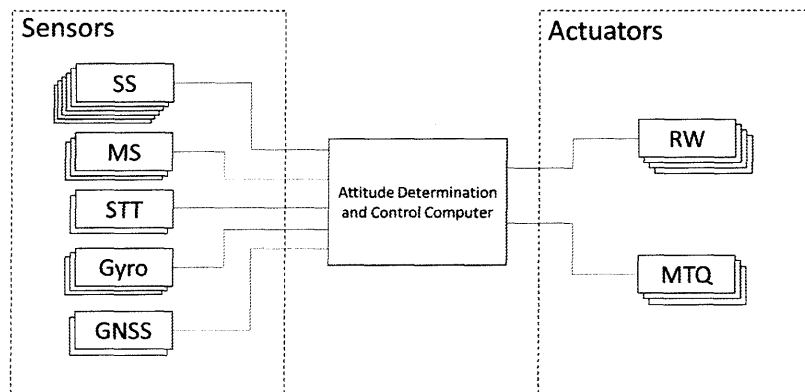 Sensors
SS
MS
STT
Gyro
GNSS
Attitude Determination
and Control Computer
Actuators
RW
MTQ